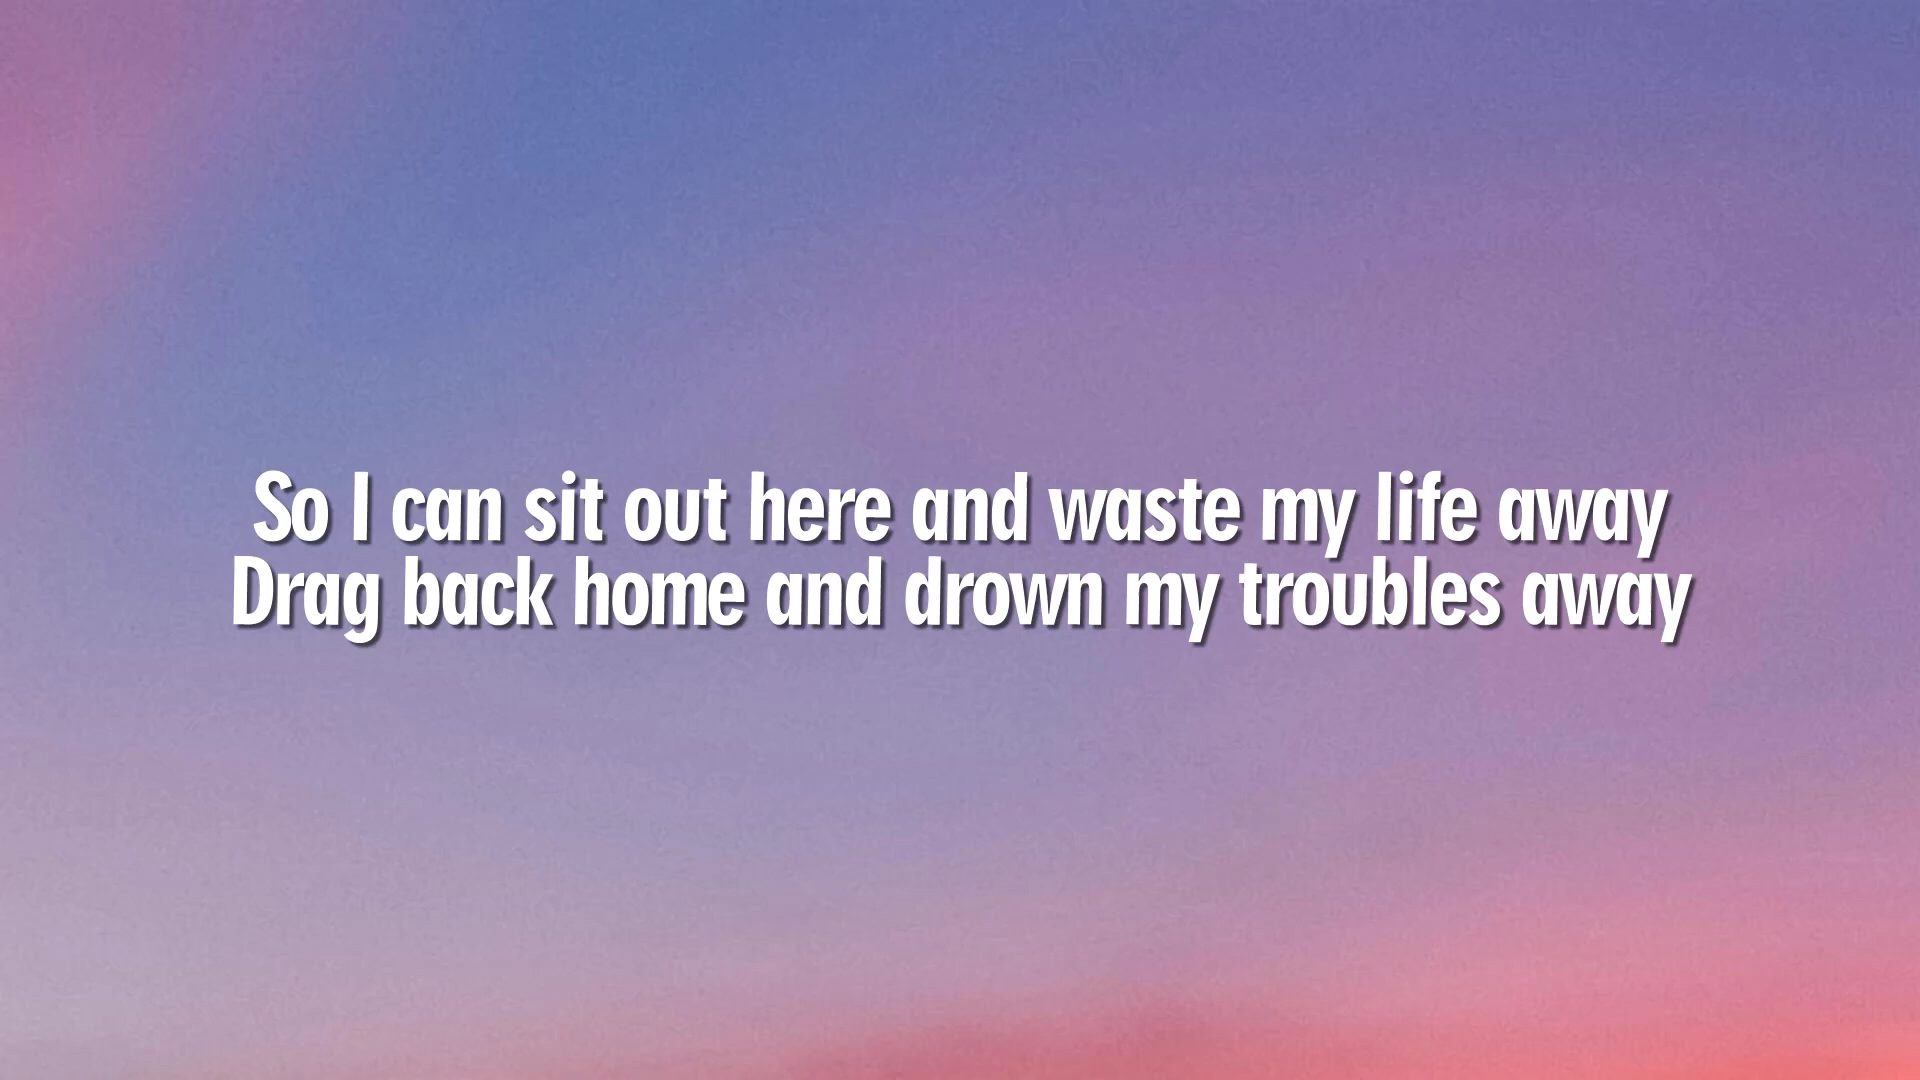 So I can sit out here and waste my life away
Drag back home and drown my troubles away